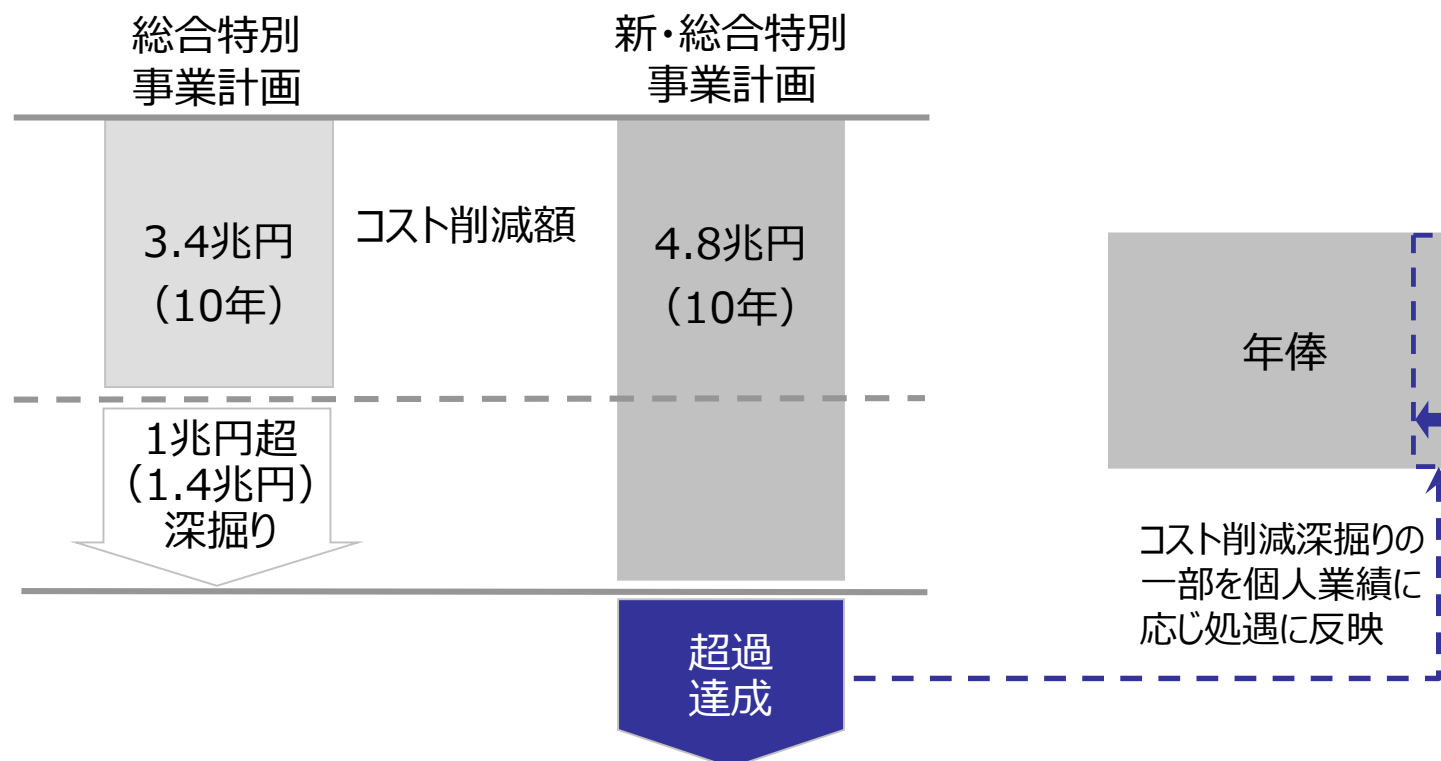 総合特別
事業計画
新・総合特別
事業計画
3.4兆円
（10年）
コスト削減額
4.8兆円
（10年）
年俸
1兆円超
（1.4兆円）
深掘り
コスト削減深掘りの
一部を個人業績に
応じ処遇に反映
超過
達成